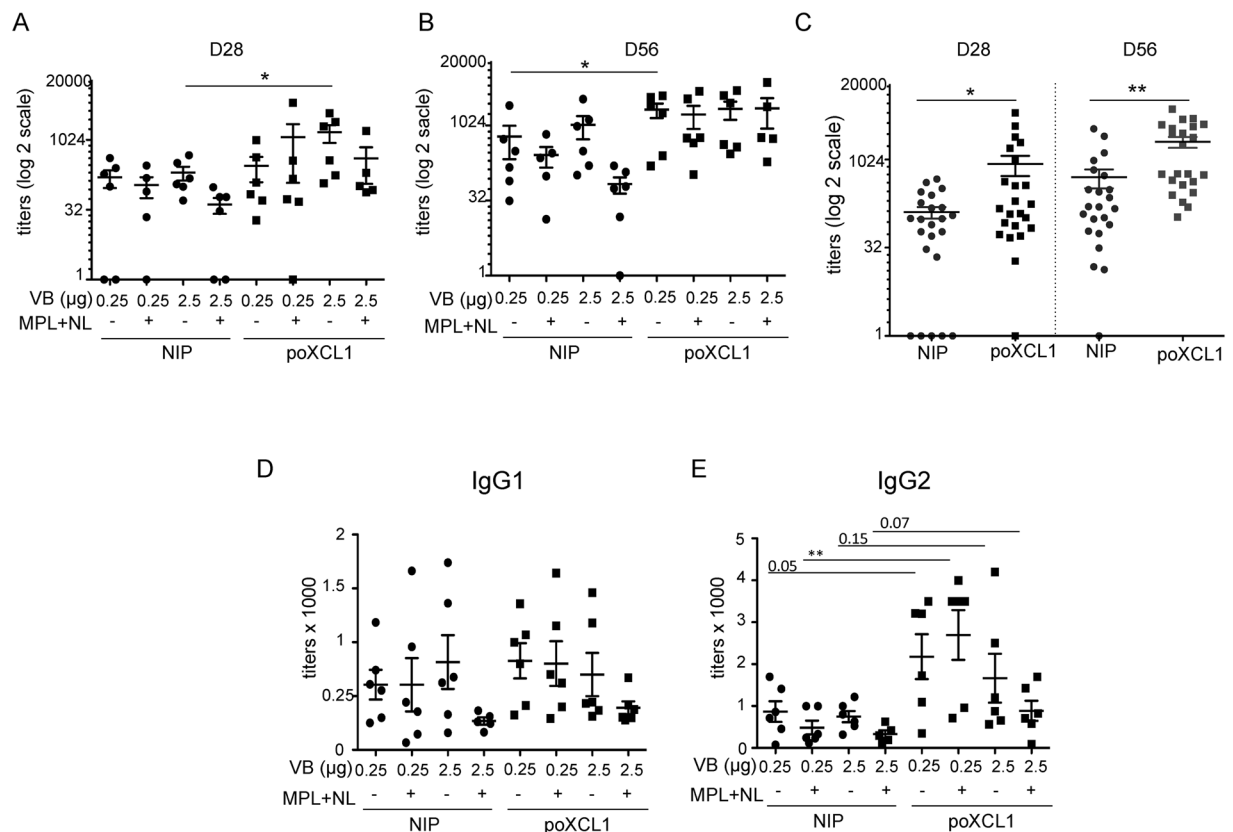 A
D28
titers (log 2 scale)
20000
1024
32
1
*
VB (µg) 0.25 0.25 2.5 2.5 0.25 0.25 2.5 2.5
MPL+NL - + - + - + - +
NIP poXCL1
B
D56
titers (log 2 sacle)
20000
1024
32
1
*
VB (µg) 0.25 0.25 2.5 2.5 0.25 0.25 2.5 2.5
MPL+NL - + - + - + - +
NIP poXCL1
C
D28 D56
titers (log 2 scale)
20000
1024
32
1
* **
NIP poXCL1 NIP poXCL1
D
IgG1
titers x 1000
2
1.5
1
0.25
0
VB (µg) 0.25 0.25 2.5 2.5 0.25 0.25 2.5 2.5
MPL+NL - + - + - + - +
NIP poXCL1
E
IgG2
titers x 1000
5
4
3
2
1
0
0.07
0.15
**
0.05
VB (µg) 0.25 0.25 2.5 2.5 0.25 0.25 2.5 2.5
MPL+NL - + - + - + - +
NIP poXCL1